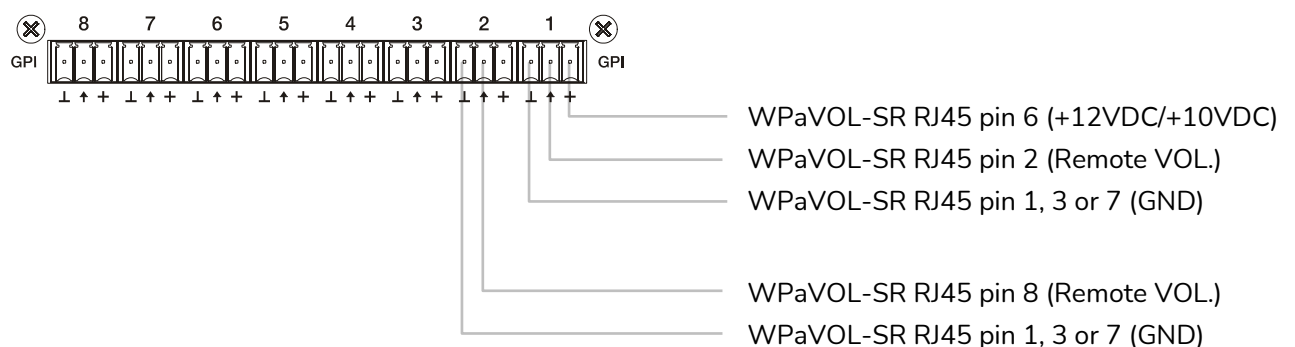 8 7 6 5 4 3 2 1
GPI GPI
⊥ ↑ + ⊥ ↑ + ⊥ ↑ + ⊥ ↑ + ⊥ ↑ + ⊥ ↑ + ⊥ ↑ + ⊥ ↑ +
WPaVOL-SR RJ45 pin 6 (+12VDC/+10VDC)
WPaVOL-SR RJ45 pin 2 (Remote VOL.)
WPaVOL-SR RJ45 pin 1, 3 or 7 (GND)
WPaVOL-SR RJ45 pin 8 (Remote VOL.)
WPaVOL-SR RJ45 pin 1, 3 or 7 (GND)